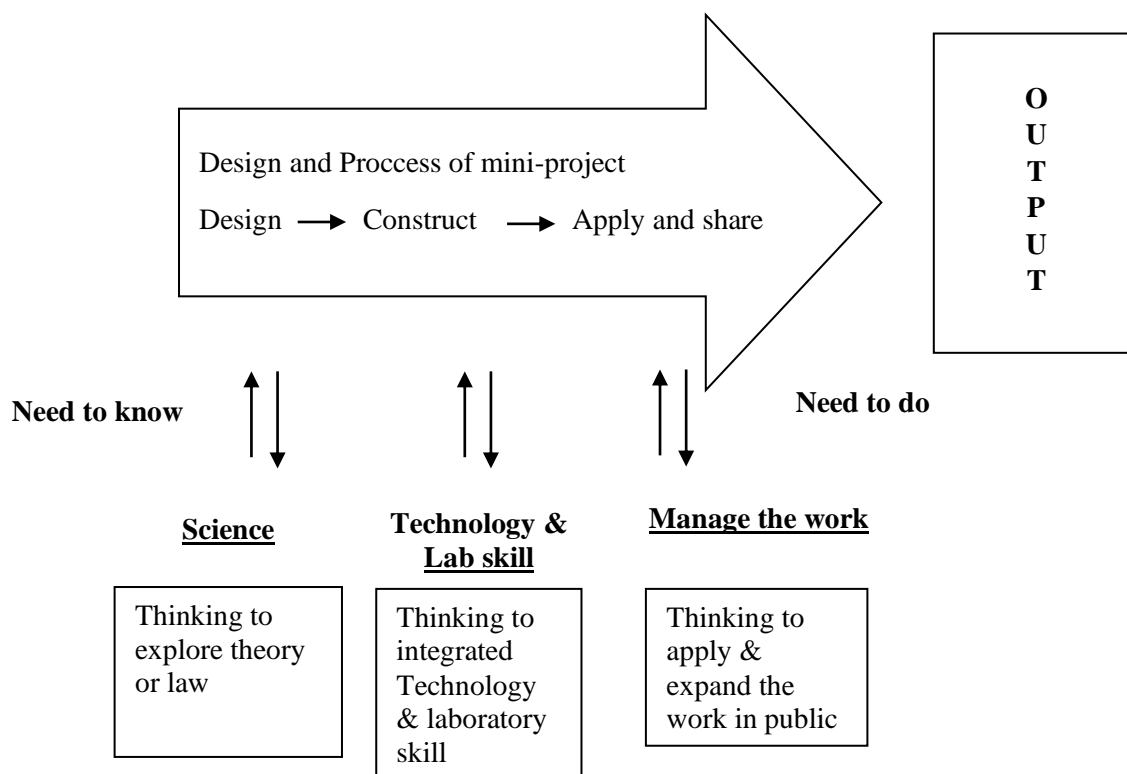 Design and Proccess of mini-project
Design
Construct
Apply and share
O
U
T
P
U
T
Need to know
Need to do
Science
Technology &
Lab skill
Manage the work
Thinking to
explore theory
or law
Thinking to
integrated
Technology
& laboratory
skill
Thinking to
apply &
expand the
work in public